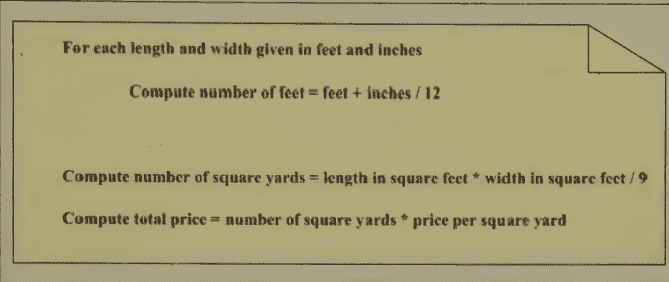 For each length and width given in feet and inches
Compute number of feet = feet + inches / 12
Compute number of square yards = length in square feet * width in square feet / 9
Compute total price = number of square yards * price per square yard